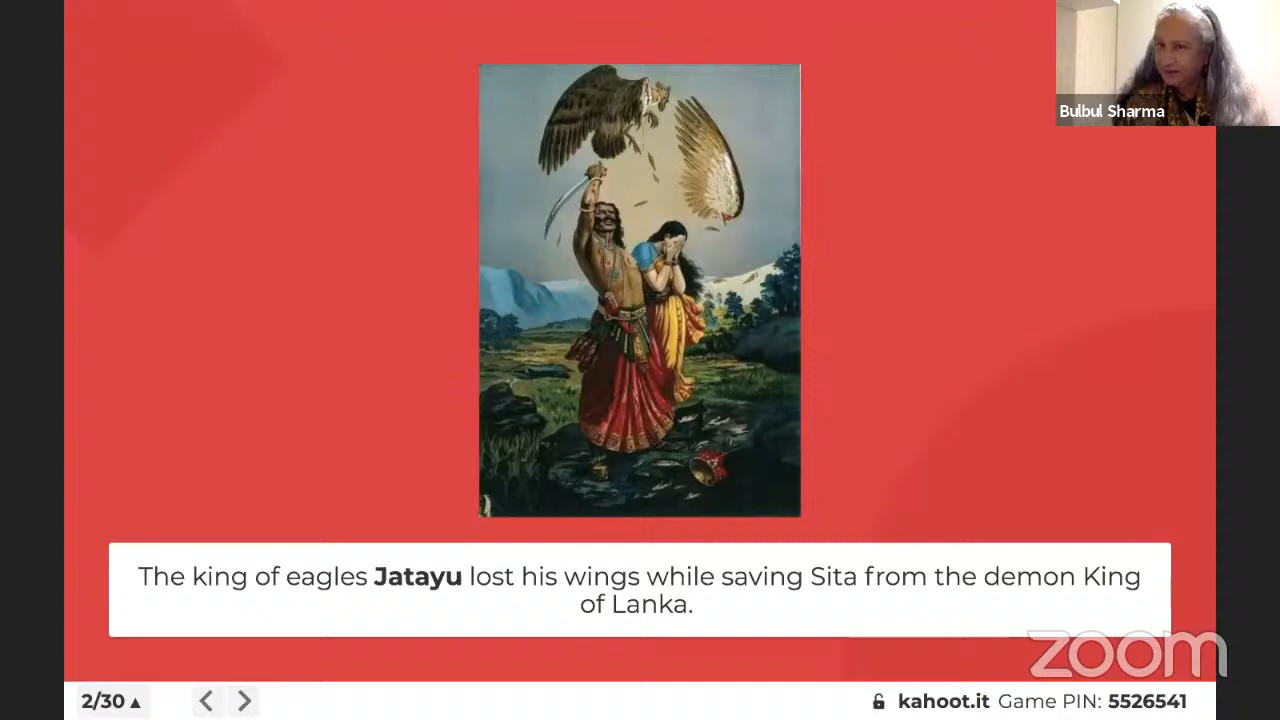 Bulbul Sharma
The king of eagles Jatayu lost his wings while saving Sita from the demon King
of Lanka.
zoom
2/30 ▲
kahoot.it Game PIN: 5526541